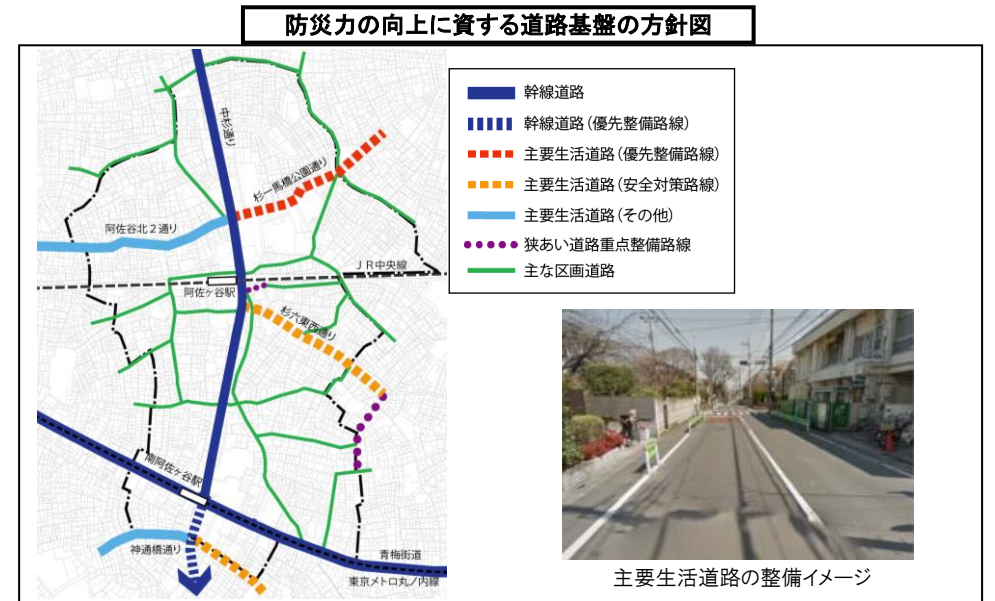 防災力の向上に資する道路基盤の方針図
幹線道路
幹線道路(優先整備路線)
主要生活道路(優先整備路線)
主要生活道路(安全対策路線)
主要生活道路(その他)
狭あい道路重点整備路線
主な区画道路
中杉通り
杉一馬橋公園通り
阿佐谷北2通り
JR中央線
阿佐ケ谷駅
杉六東西通り
南阿佐ケ谷駅
神通橋通り
青梅街道
東京メトロ丸ノ内線
主要生活道路の整備イメージ